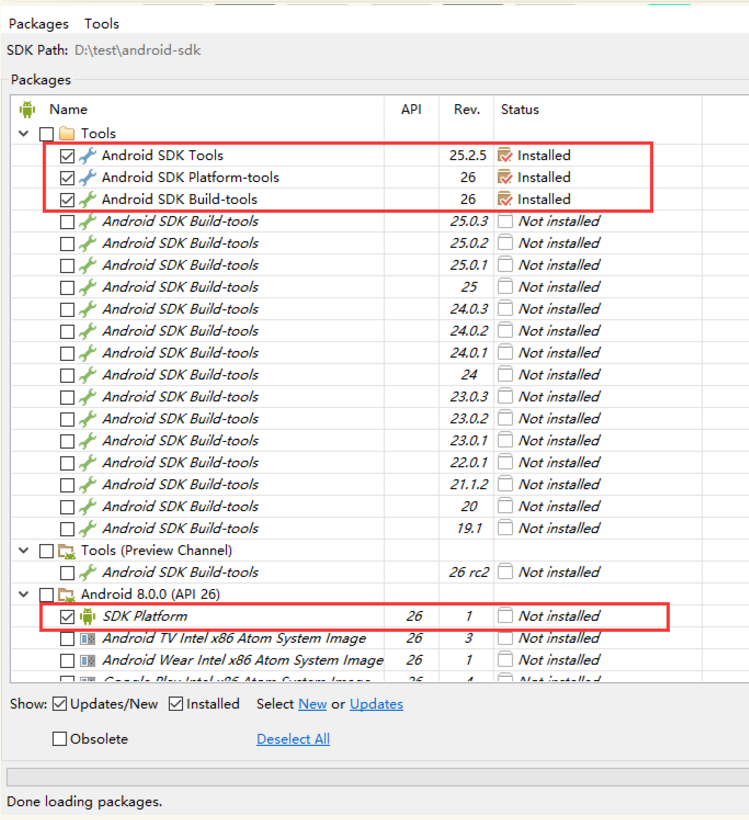 Packages Tools
SDK Path: D:\test\android-sdk
Packages
Name API Rev. Status
Tools
Android SDK Tools 25.2.5 Installed
Android SDK Platform-tools 26 Installed
Android SDK Build-tools 26 Installed
Android SDK Build-tools 25.0.3 Not installed
Android SDK Build-tools 25.0.2 Not installed
Android SDK Build-tools 25.0.1 Not installed
Android SDK Build-tools 25 Not installed
Android SDK Build-tools 24.0.3 Not installed
Android SDK Build-tools 24.0.2 Not installed
Android SDK Build-tools 24.0.1 Not installed
Android SDK Build-tools 24 Not installed
Android SDK Build-tools 23.0.3 Not installed
Android SDK Build-tools 23.0.2 Not installed
Android SDK Build-tools 23.0.1 Not installed
Android SDK Build-tools 22.0.1 Not installed
Android SDK Build-tools 21.1.2 Not installed
Android SDK Build-tools 20 Not installed
Android SDK Build-tools 19.1 Not installed
Tools (Preview Channel)
Android SDK Build-tools 26 rc2 Not installed
Android 8.0.0 (API 26)
SDK Platform 26 1 Not installed
Android TV Intel x86 Atom System Image 26 3 Not installed
Android Wear Intel x86 Atom System Image 26 1 Not installed
Google Play Intel x86 Atom System Image 26 4 Not installed
Show: Updates/New Installed Select New or Updates
Obsolete Deselect All
Done loading packages.